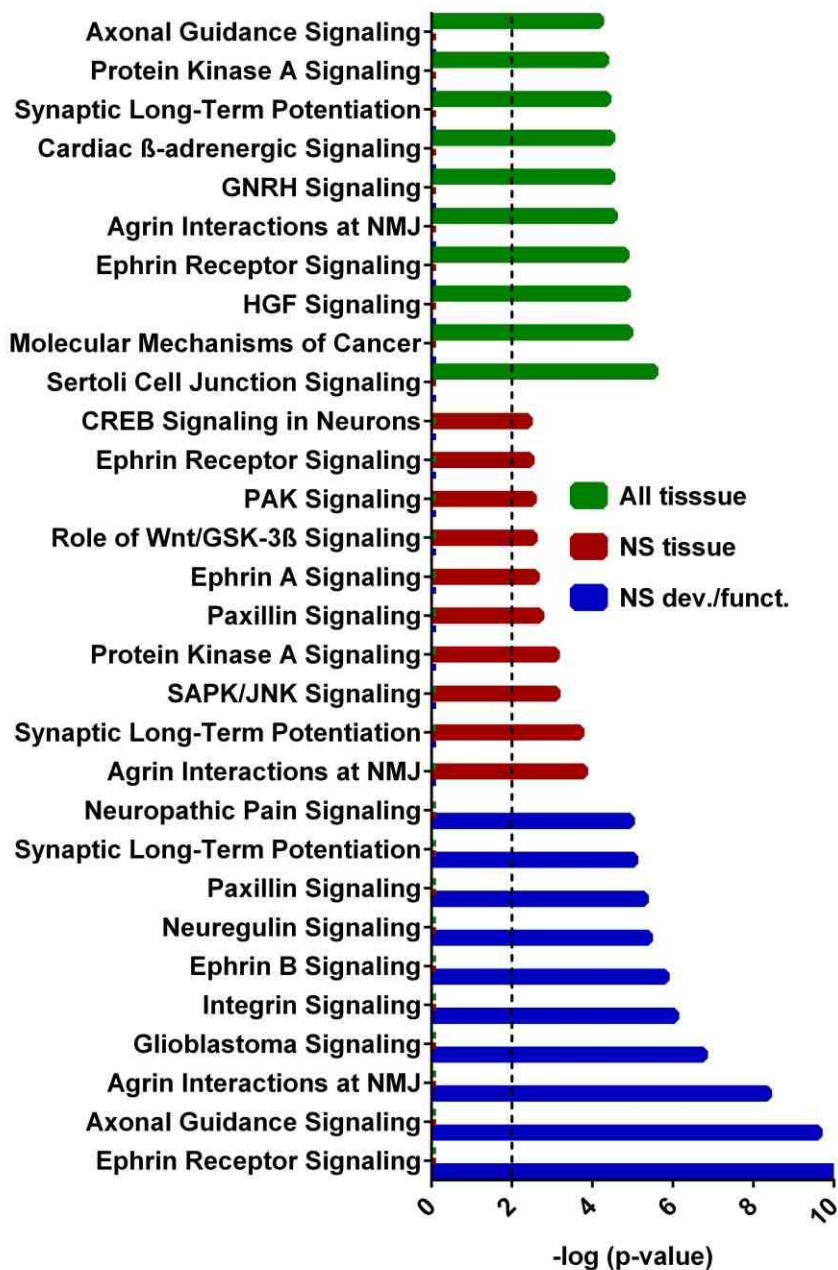 Axonal Guidance Signaling
Protein Kinase A Signaling
Synaptic Long-Term Potentiation
Cardiac ß-adrenergic Signaling
GNRH Signaling
Agrin Interactions at NMJ
Ephrin Receptor Signaling
HGF Signaling
Molecular Mechanisms of Cancer
Sertoli Cell Junction Signaling
CREB Signaling in Neurons
Ephrin Receptor Signaling
PAK Signaling
Role of Wnt/GSK-3ß Signaling
Ephrin A Signaling
Paxillin Signaling
Protein Kinase A Signaling
SAPK/JNK Signaling
Synaptic Long-Term Potentiation
Agrin Interactions at NMJ
Neuropathic Pain Signaling
Synaptic Long-Term Potentiation
Paxillin Signaling
Neuregulin Signaling
Ephrin B Signaling
Integrin Signaling
Glioblastoma Signaling
Agrin Interactions at NMJ
Axonal Guidance Signaling
Ephrin Receptor Signaling
All tisssue
NS tissue
NS dev./funct.
0 2 4 6 8 10
-log (p-value)